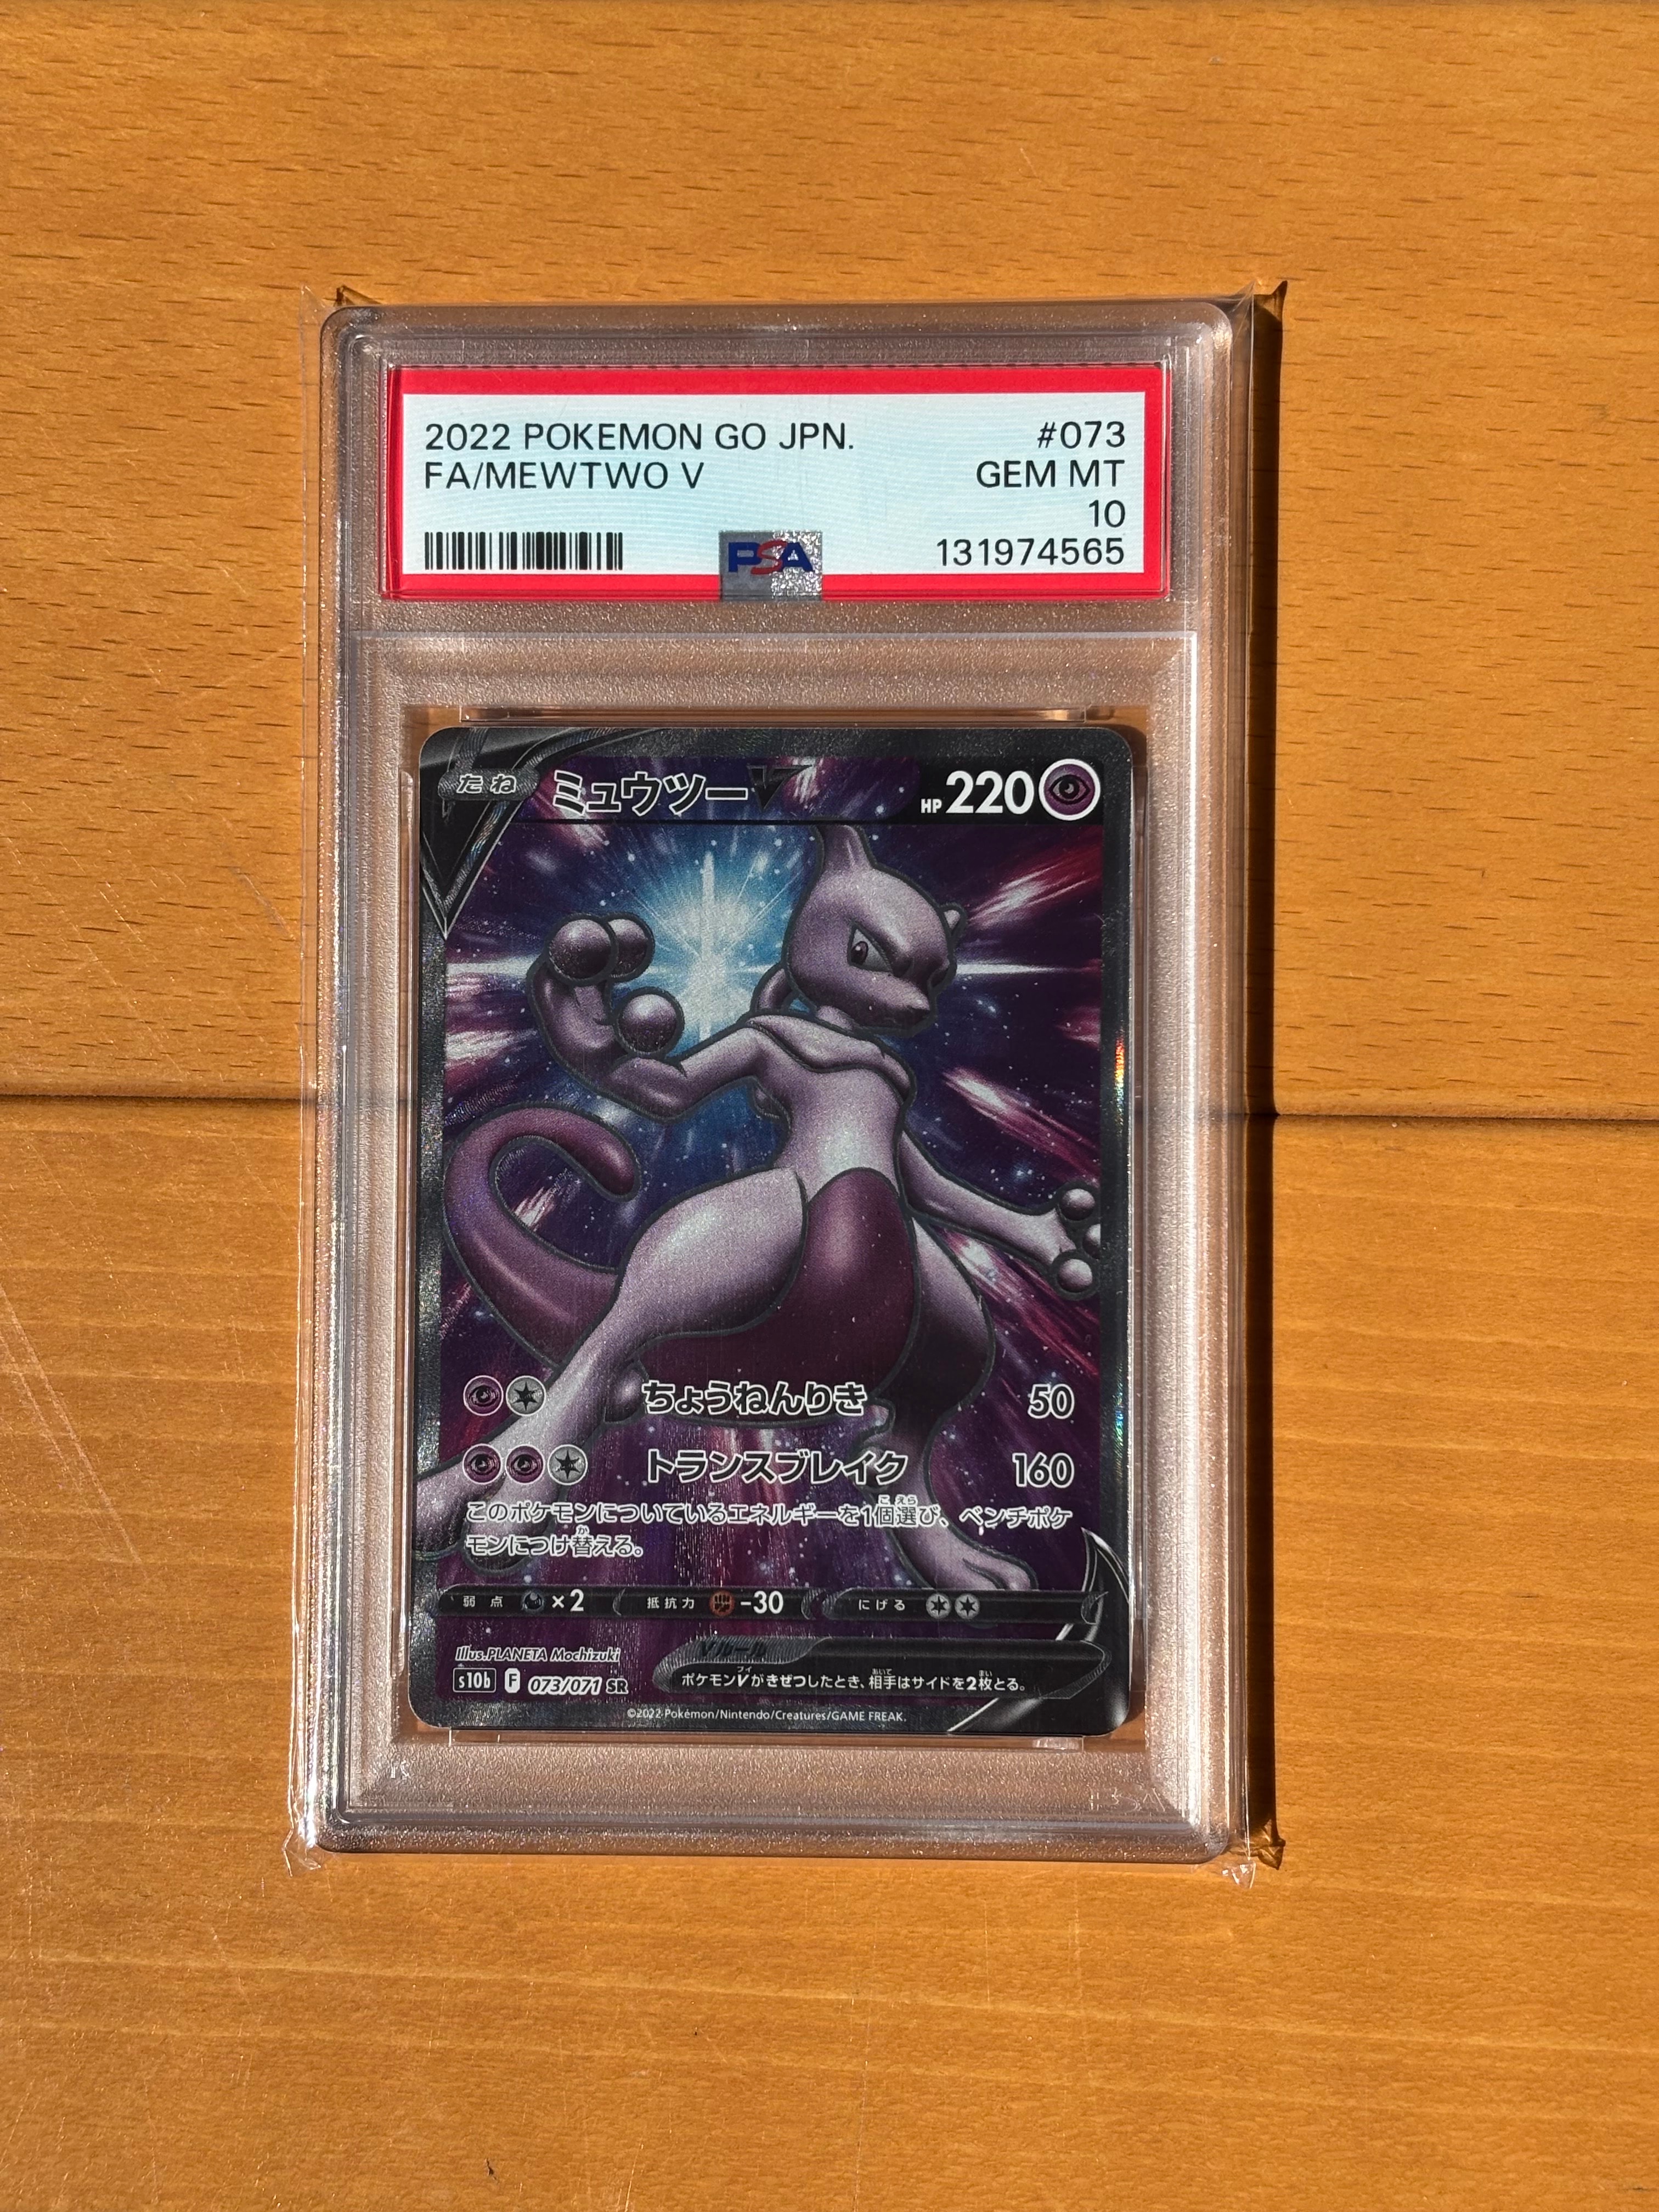 2022 POKEMON GO JPN. #073
FA/MEWTWO V GEM MT
10
PSA 131974565
たね ミュウツーV HP220
ちょうねんりき 50
トランスブレイク 160
このポケモンについているエネルギーを1個選び、ベンチポケ
モンにつけ替える。
弱点 ×2 抵抗力 -30 にげる
Illus.PLANETA Mochizuki Vルール
s10b F 073/071 SR ポケモンVがきぜつしたとき、相手はサイドを2枚とる。
©2022 Pokémon/Nintendo/Creatures/GAME FREAK.